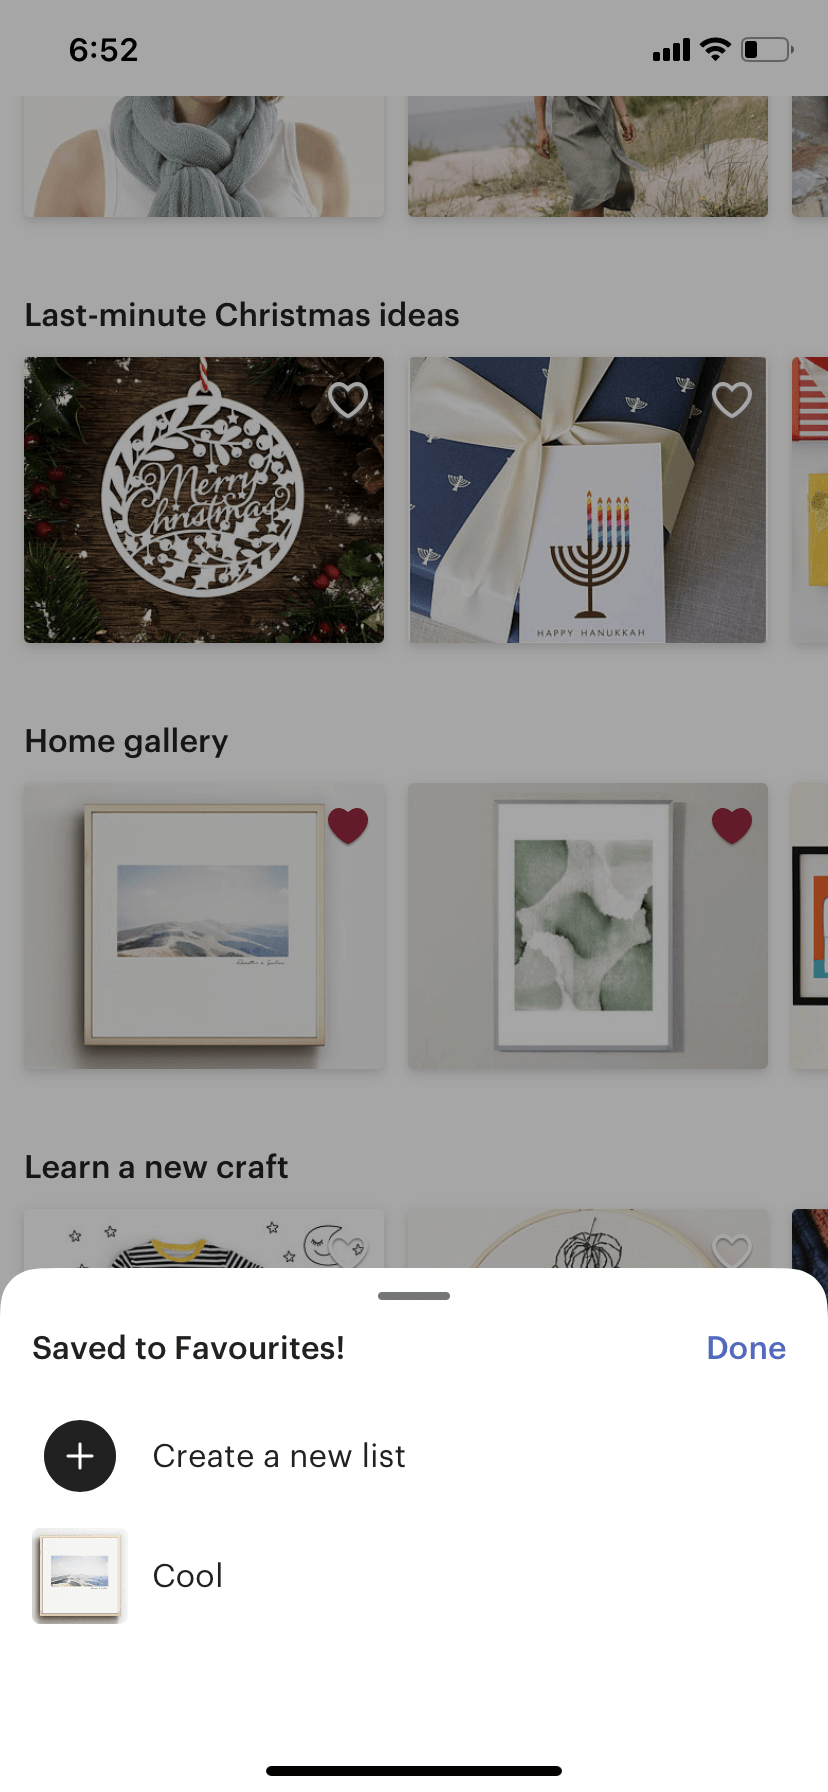 6:52
Last-minute Christmas ideas
Merry
Christmas
HAPPY HANUKKAH
Home gallery
Learn a new craft
Saved to Favourites!
Done
Create a new list
Cool